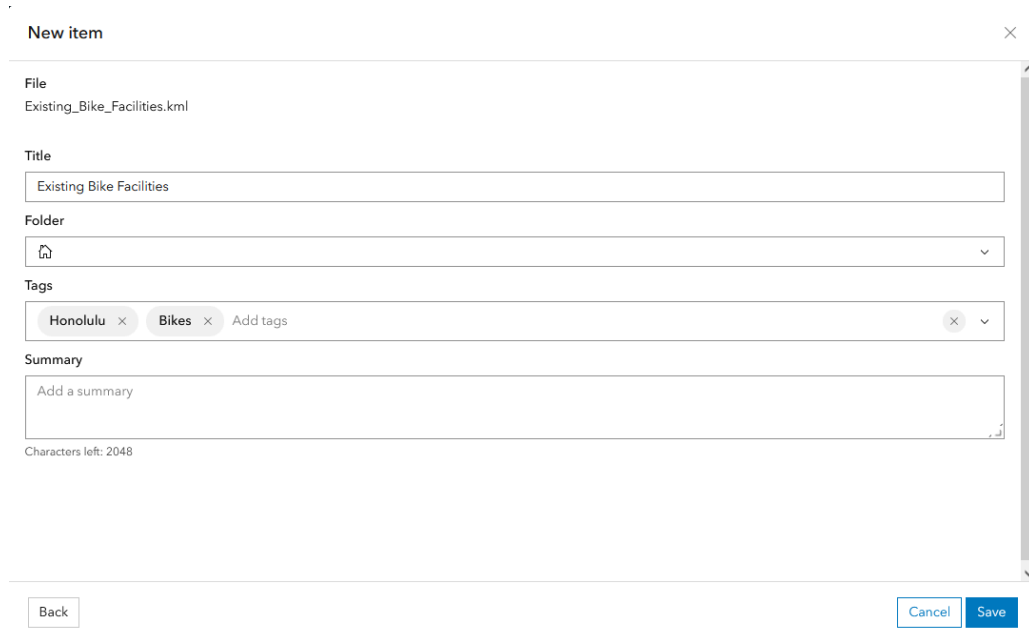 New item
File
Existing_Bike_Facilities.kml
Title
Existing Bike Facilities
Folder
Tags
Honolulu Bikes Add tags
Summary
Add a summary
Characters left: 2048
Back Cancel Save